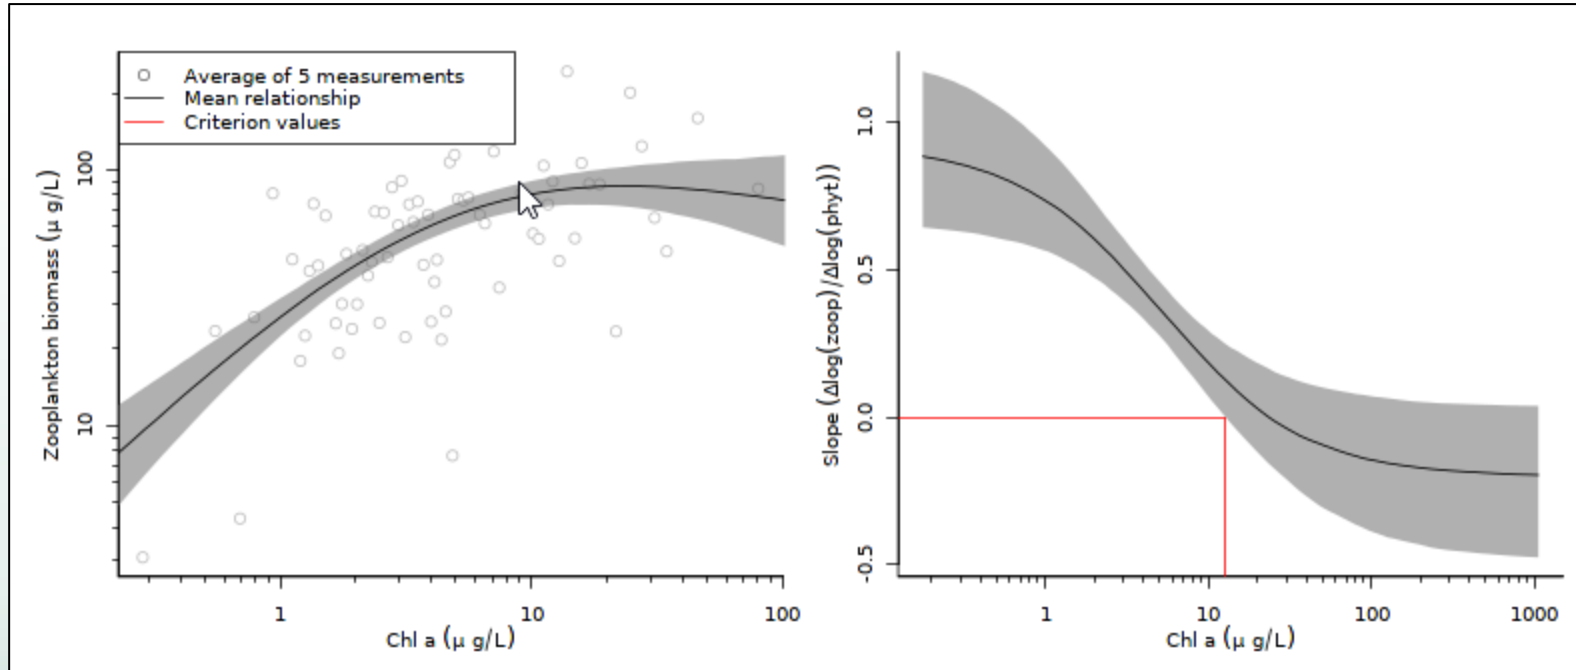 Average of 5 measurements
Mean relationship
Criterion values
Zooplankton biomass (μ g/L)
100
10
1 10 100
Chl a (μ g/L)
Slope (Δlog(zoop)/Δlog(phyt))
1.0
0.5
0.0
-0.5
1 10 100 1000
Chl a (μ g/L)